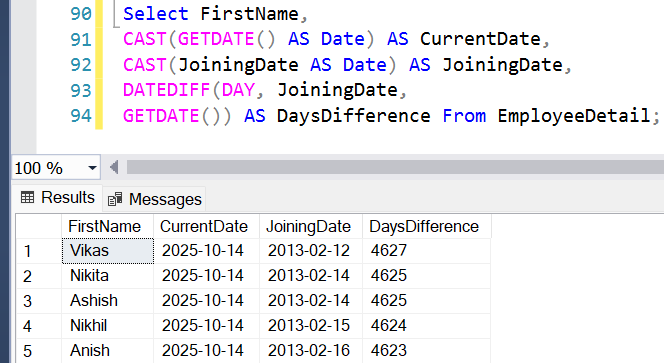 90 Select FirstName,
91 CAST(GETDATE() AS Date) AS CurrentDate,
92 CAST(JoiningDate AS Date) AS JoiningDate,
93 DATEDIFF(DAY, JoiningDate,
94 GETDATE()) AS DaysDifference From EmployeeDetail;
100 %
Results Messages
FirstName CurrentDate JoiningDate DaysDifference
1 Vikas 2025-10-14 2013-02-12 4627
2 Nikita 2025-10-14 2013-02-14 4625
3 Ashish 2025-10-14 2013-02-14 4625
4 Nikhil 2025-10-14 2013-02-15 4624
5 Anish 2025-10-14 2013-02-16 4623